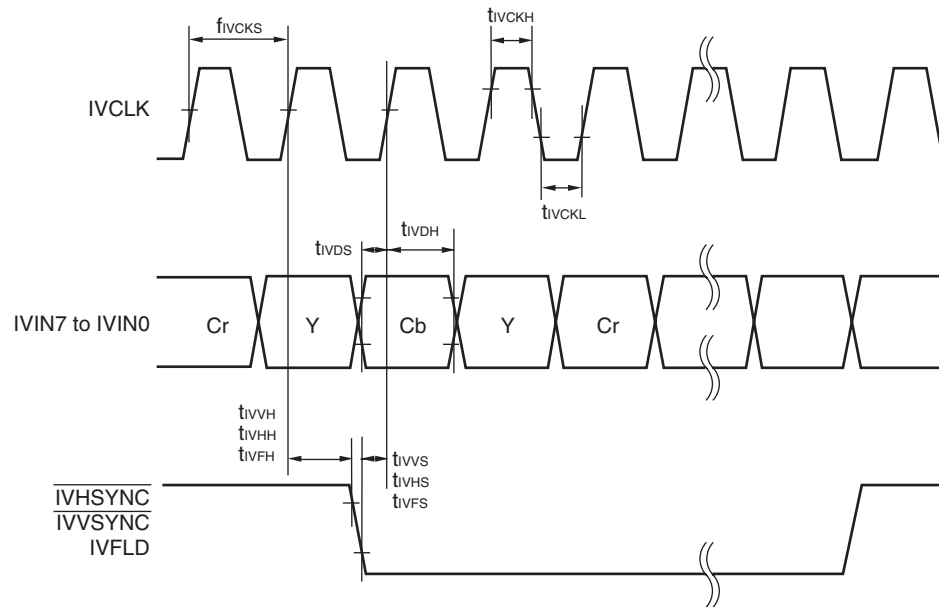 fIVCKS
tIVCKH
IVCLK
tIVCKL
tIVDS
tIVDH
IVIN7 to IVIN0
Cr
Y
Cb
Y
Cr
tIVVH
tIVHH
tIVFH
tIVVS
tIVHS
tIVFS
IVHSYNC
IVVSYNC
IVFLD